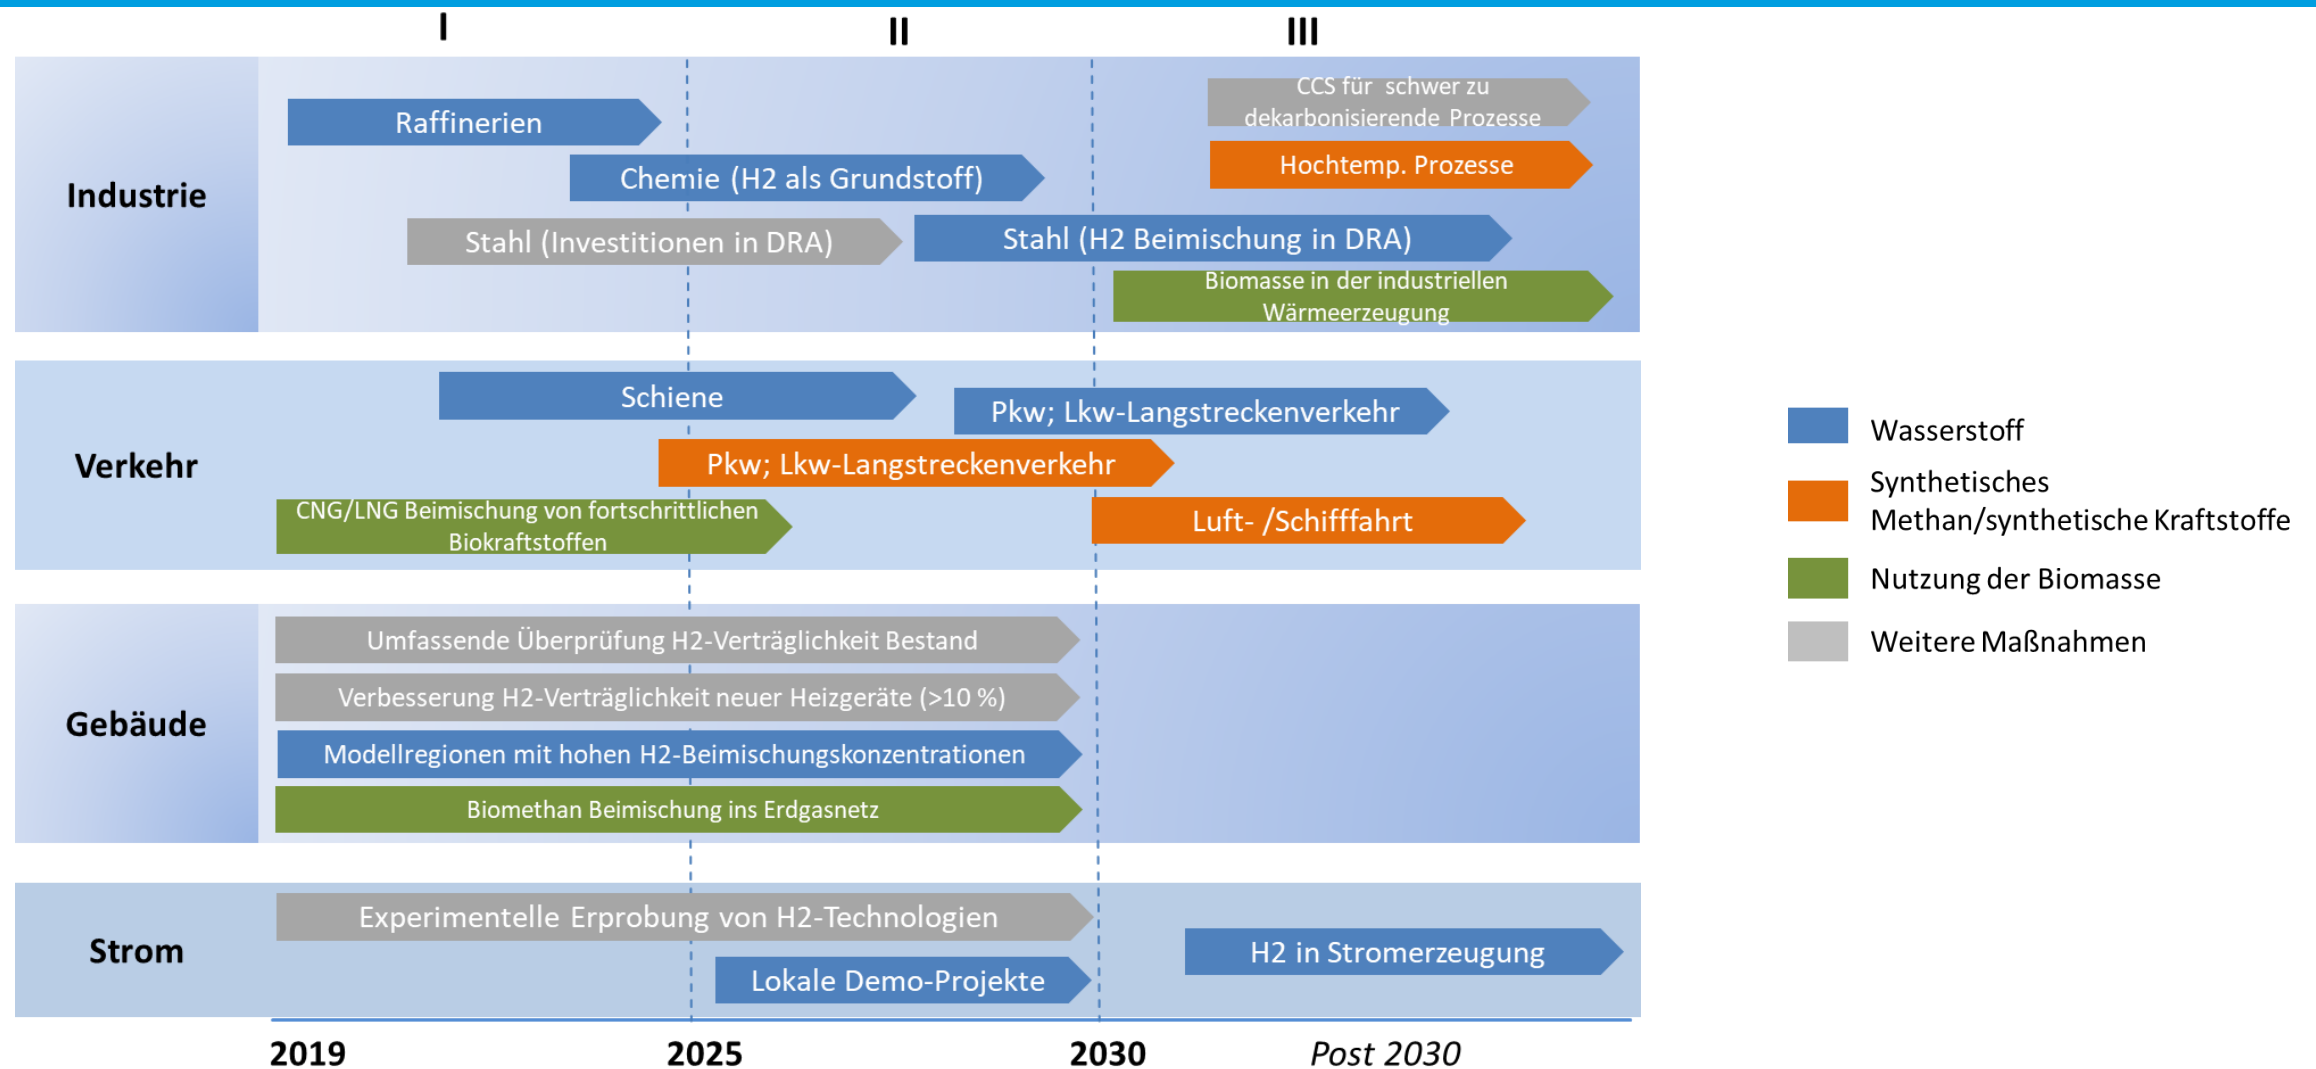 I
II
III
Industrie
Raffinerien
CCS für schwer zu
dekarbonisierende Prozesse
Hochtemp. Prozesse
Chemie (H2 als Grundstoff)
Stahl (Investitionen in DRA)
Stahl (H2 Beimischung in DRA)
Biomasse in der industriellen
Wärmeerzeugung
Verkehr
Schiene
Pkw; Lkw-Langstreckenverkehr
Pkw; Lkw-Langstreckenverkehr
CNG/LNG Beimischung von fortschrittlichen
Biokraftstoffen
Luft- /Schifffahrt
Gebäude
Umfassende Überprüfung H2-Verträglichkeit Bestand
Verbesserung H2-Verträglichkeit neuer Heizgeräte (>10 %)
Modellregionen mit hohen H2-Beimischungskonzentrationen
Biomethan Beimischung ins Erdgasnetz
Strom
Experimentelle Erprobung von H2-Technologien
H2 in Stromerzeugung
Lokale Demo-Projekte
2019
2025
2030
Post 2030
Wasserstoff
Synthetisches
Methan/synthetische Kraftstoffe
Nutzung der Biomasse
Weitere Maßnahmen